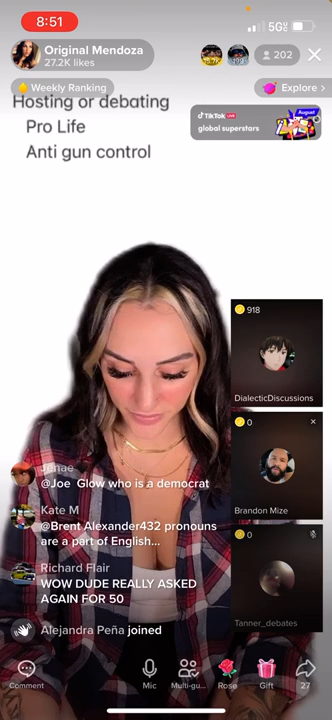 8:51
5G
Original Mendoza
27.2K likes
202
Weekly Ranking
Explore >
Hosting or debating
Pro Life
Anti gun control
TikTok LIVE
August
global superstars
918
DialecticDiscussions
0
Brandon Mize
0
Tanner_debates
Jenae
@Joe Glow who is a democrat
Kate M
@Brent Alexander432 pronouns
are a part of English...
Richard Flair
WOW DUDE REALLY ASKED
AGAIN FOR 50
Alejandra Peña joined
Comment
Mic
Multi-gu...
Rose
Gift
27